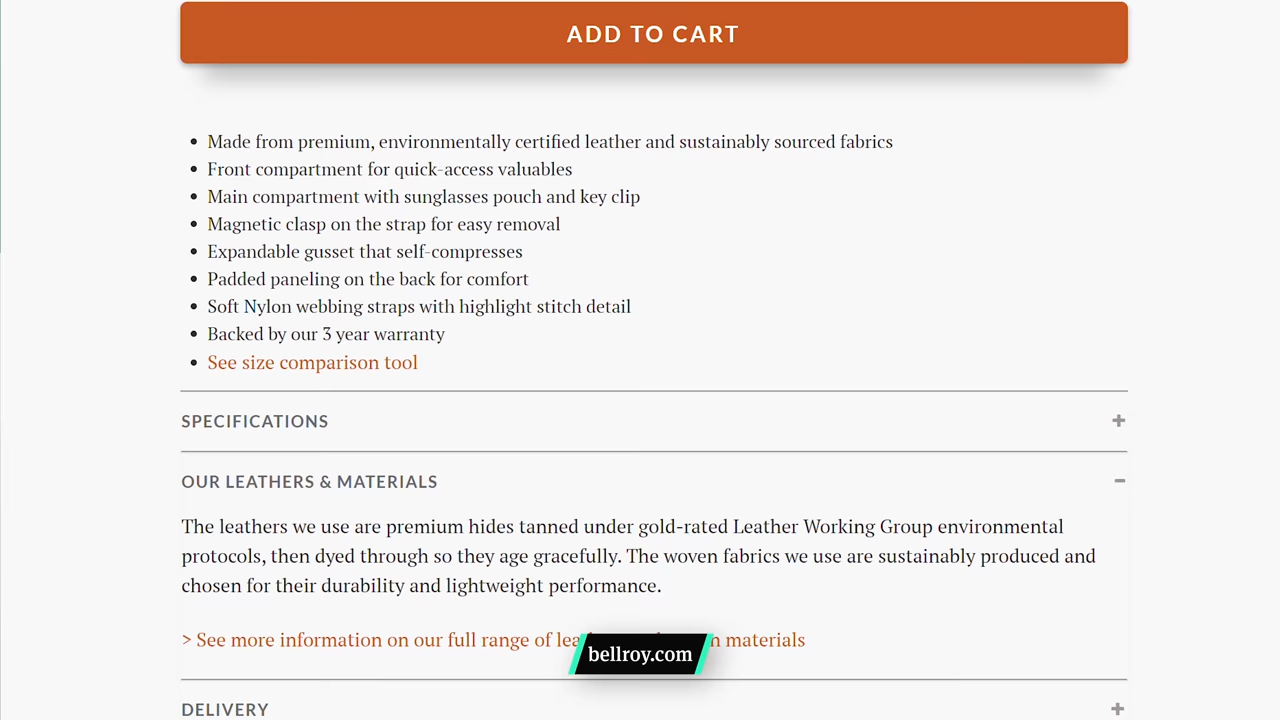 ADD TO CART
Made from premium, environmentally certified leather and sustainably sourced fabrics
Front compartment for quick-access valuables
Main compartment with sunglasses pouch and key clip
Magnetic clasp on the strap for easy removal
Expandable gusset that self-compresses
Padded paneling on the back for comfort
Soft Nylon webbing straps with highlight stitch detail
Backed by our 3 year warranty
See size comparison tool
SPECIFICATIONS
OUR LEATHERS & MATERIALS
The leathers we use are premium hides tanned under gold-rated Leather Working Group environmental
protocols, then dyed through so they age gracefully. The woven fabrics we use are sustainably produced and
chosen for their durability and lightweight performance.
> See more information on our full range of materials
bellroy.com
DELIVERY